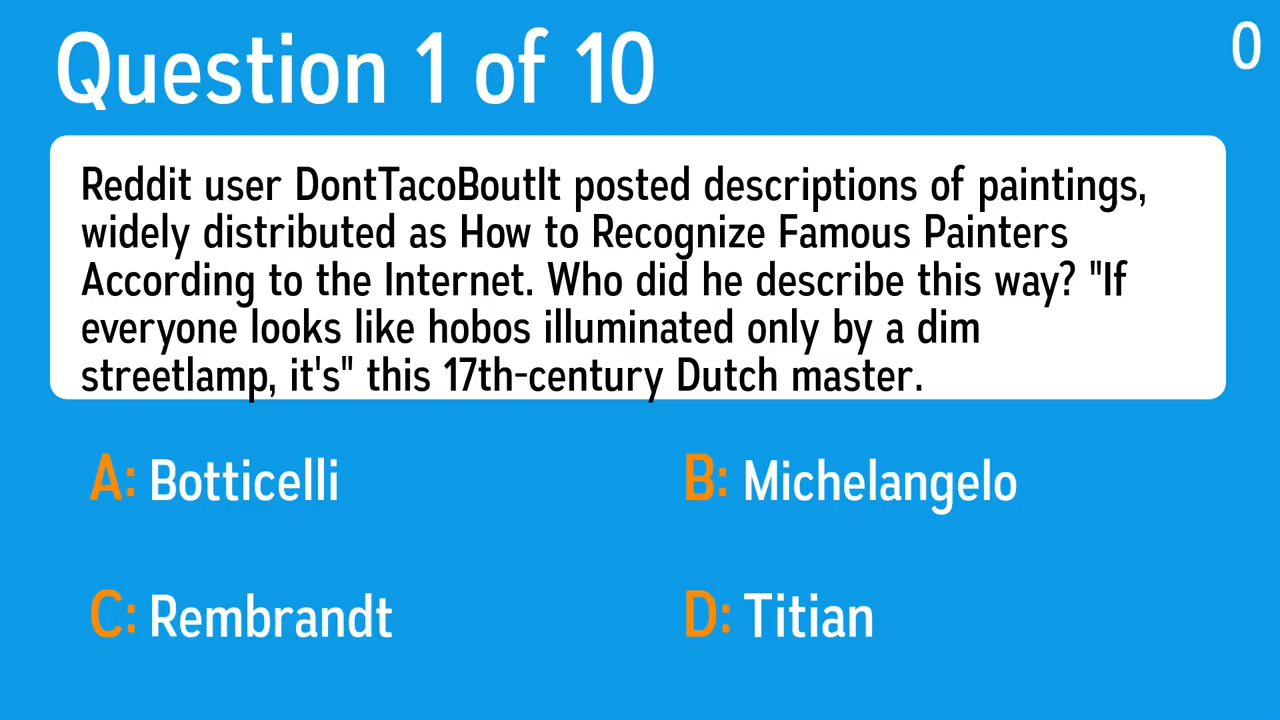 Question 1 of 10
0
Reddit user DontTacoBoutIt posted descriptions of paintings,
widely distributed as How to Recognize Famous Painters
According to the Internet. Who did he describe this way? "If
everyone looks like hobos illuminated only by a dim
streetlamp, it's" this 17th-century Dutch master.
A: Botticelli
B: Michelangelo
C: Rembrandt
D: Titian